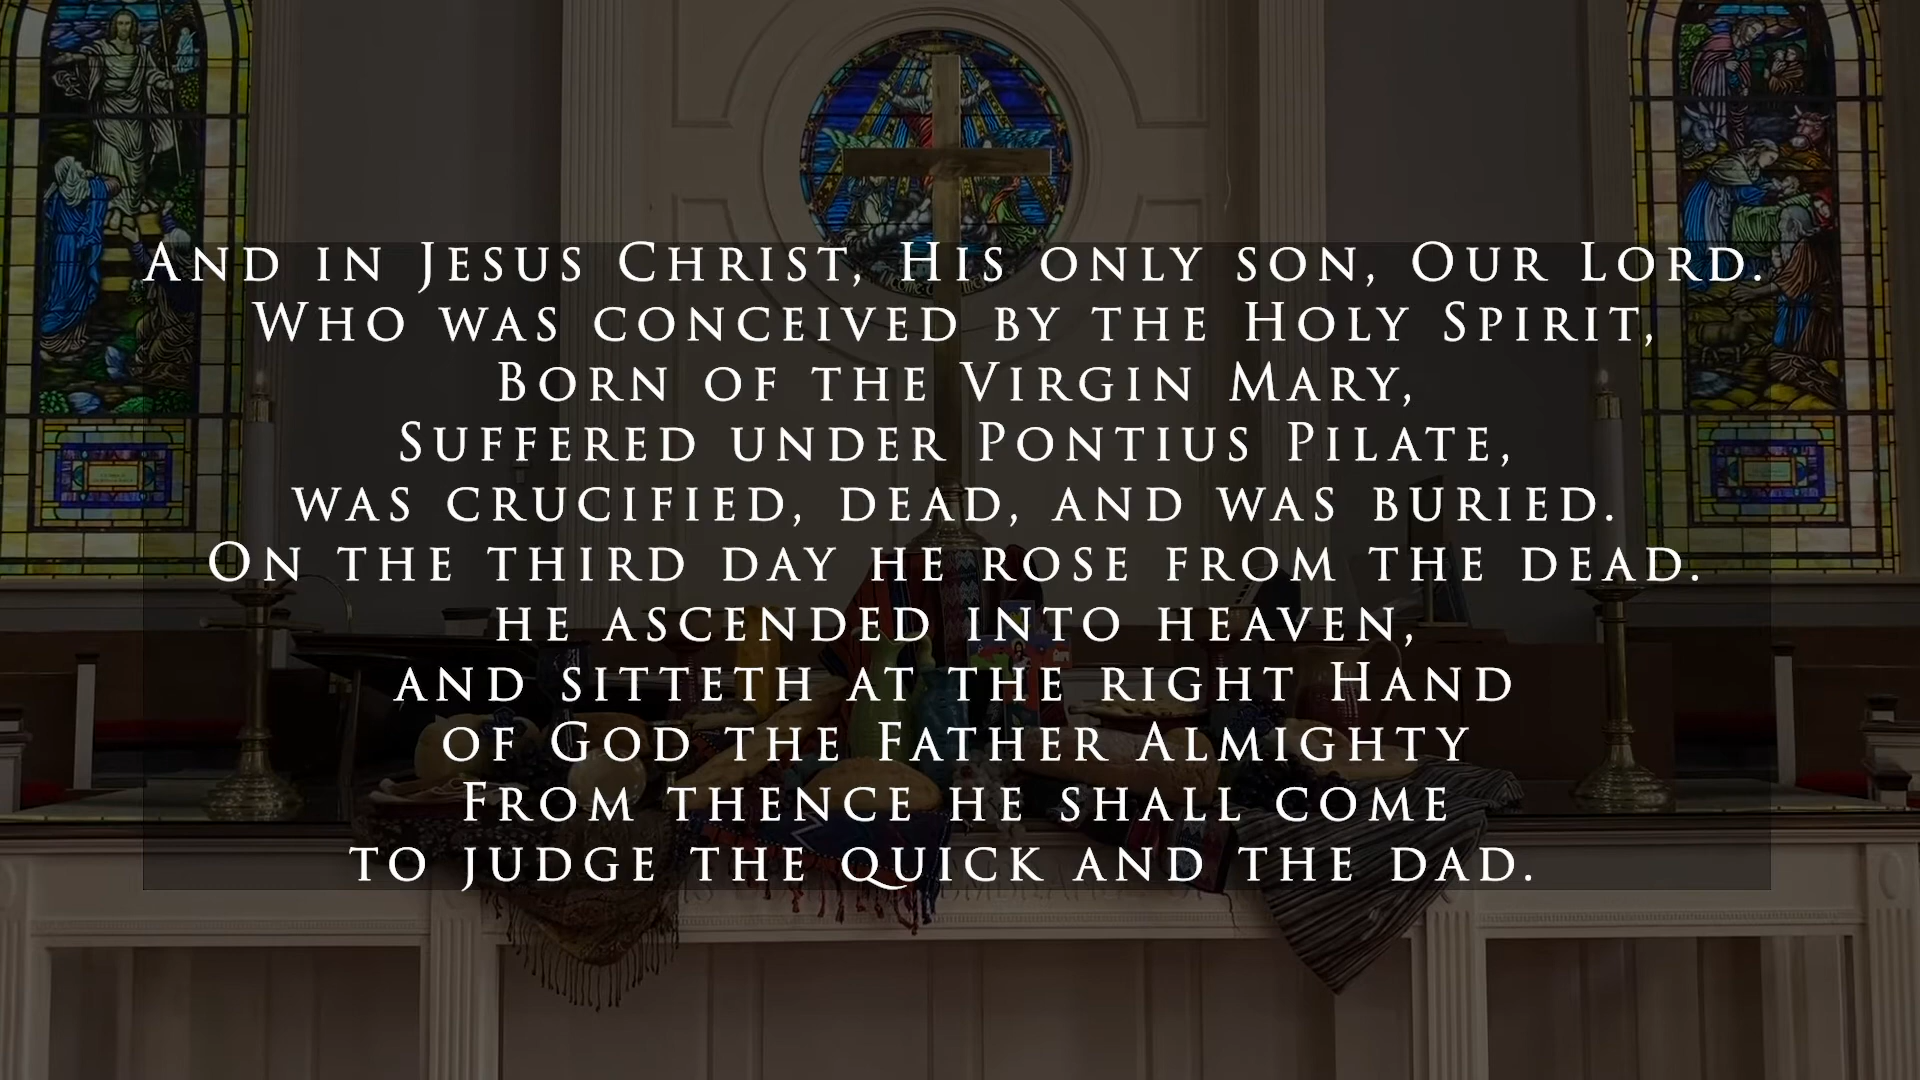 And in Jesus Christ, His only son, Our Lord.
Who was conceived by the Holy Spirit,
Born of the Virgin Mary,
Suffered under Pontius Pilate,
was crucified, dead, and was buried.
On the third day he rose from the dead.
he ascended into heaven,
and sitteth at the right Hand
of God the Father Almighty
From thence he shall come
to judge the quick and the dad.